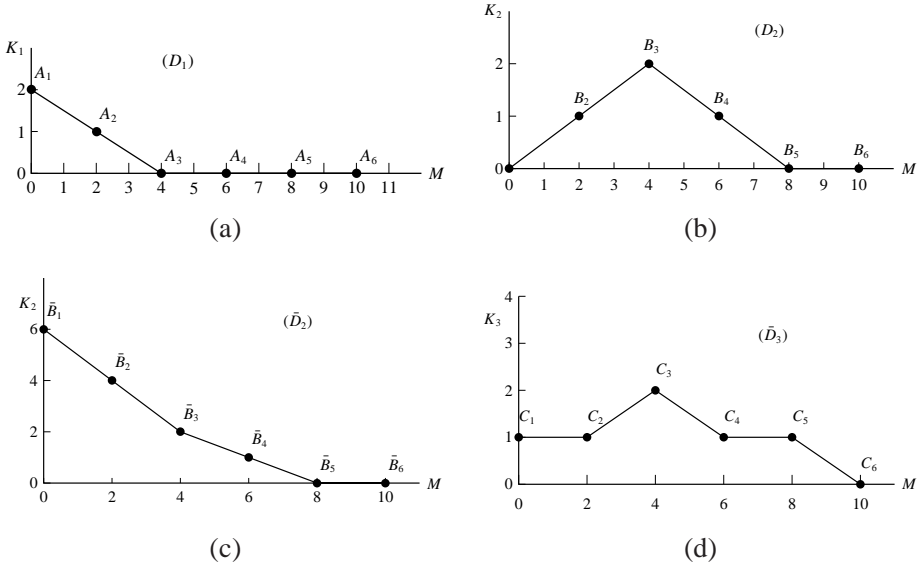 K₁
(D₁)
A₁
2
A₂
1
A₃ A₄ A₅ A₆
0
M
0 1 2 3 4 5 6 7 8 9 10 11
(a)
K₂
(D₂)
B₃
2
B₂
B₄
1
B₅ B₆
0
M
0 1 2 3 4 5 6 7 8 9 10
(b)
K₂
B̄₁
(D̄₂)
6
B̄₂
4
B̄₃
2
B̄₄
B̄₅ B̄₆
0
M
0 2 4 6 8 10
(c)
4
K₃
(D̄₃)
3
C₃
2
C₁ C₂ C₄ C₅
1
C₆
0
M
0 2 4 6 8 10
(d)